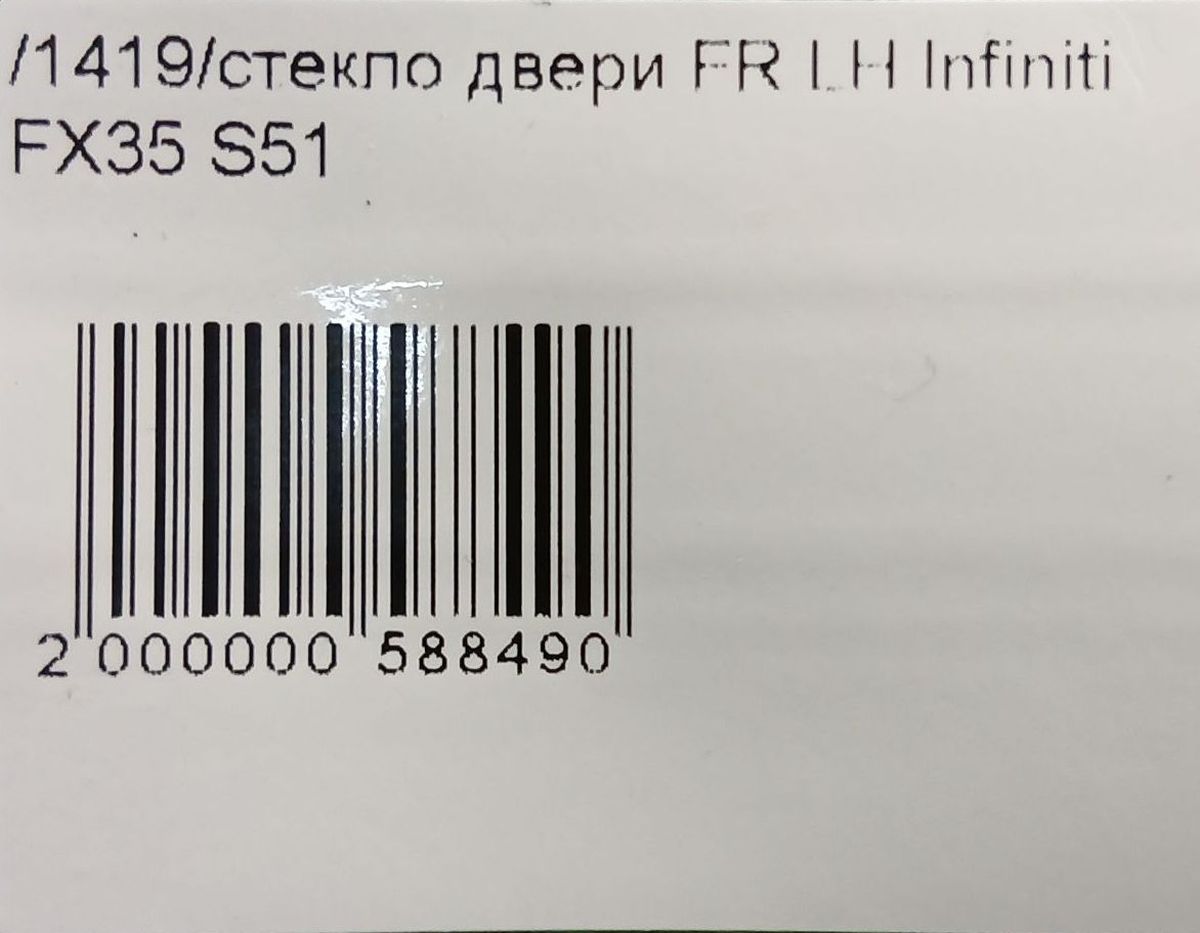 /1419/стекло двери FR LH Infiniti
FX35 S51
2 000000 588490